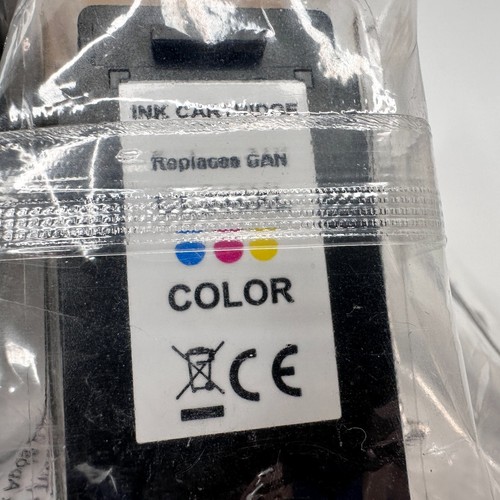 INK CARTRIDGE
Replaces CAN
COLOR
CE